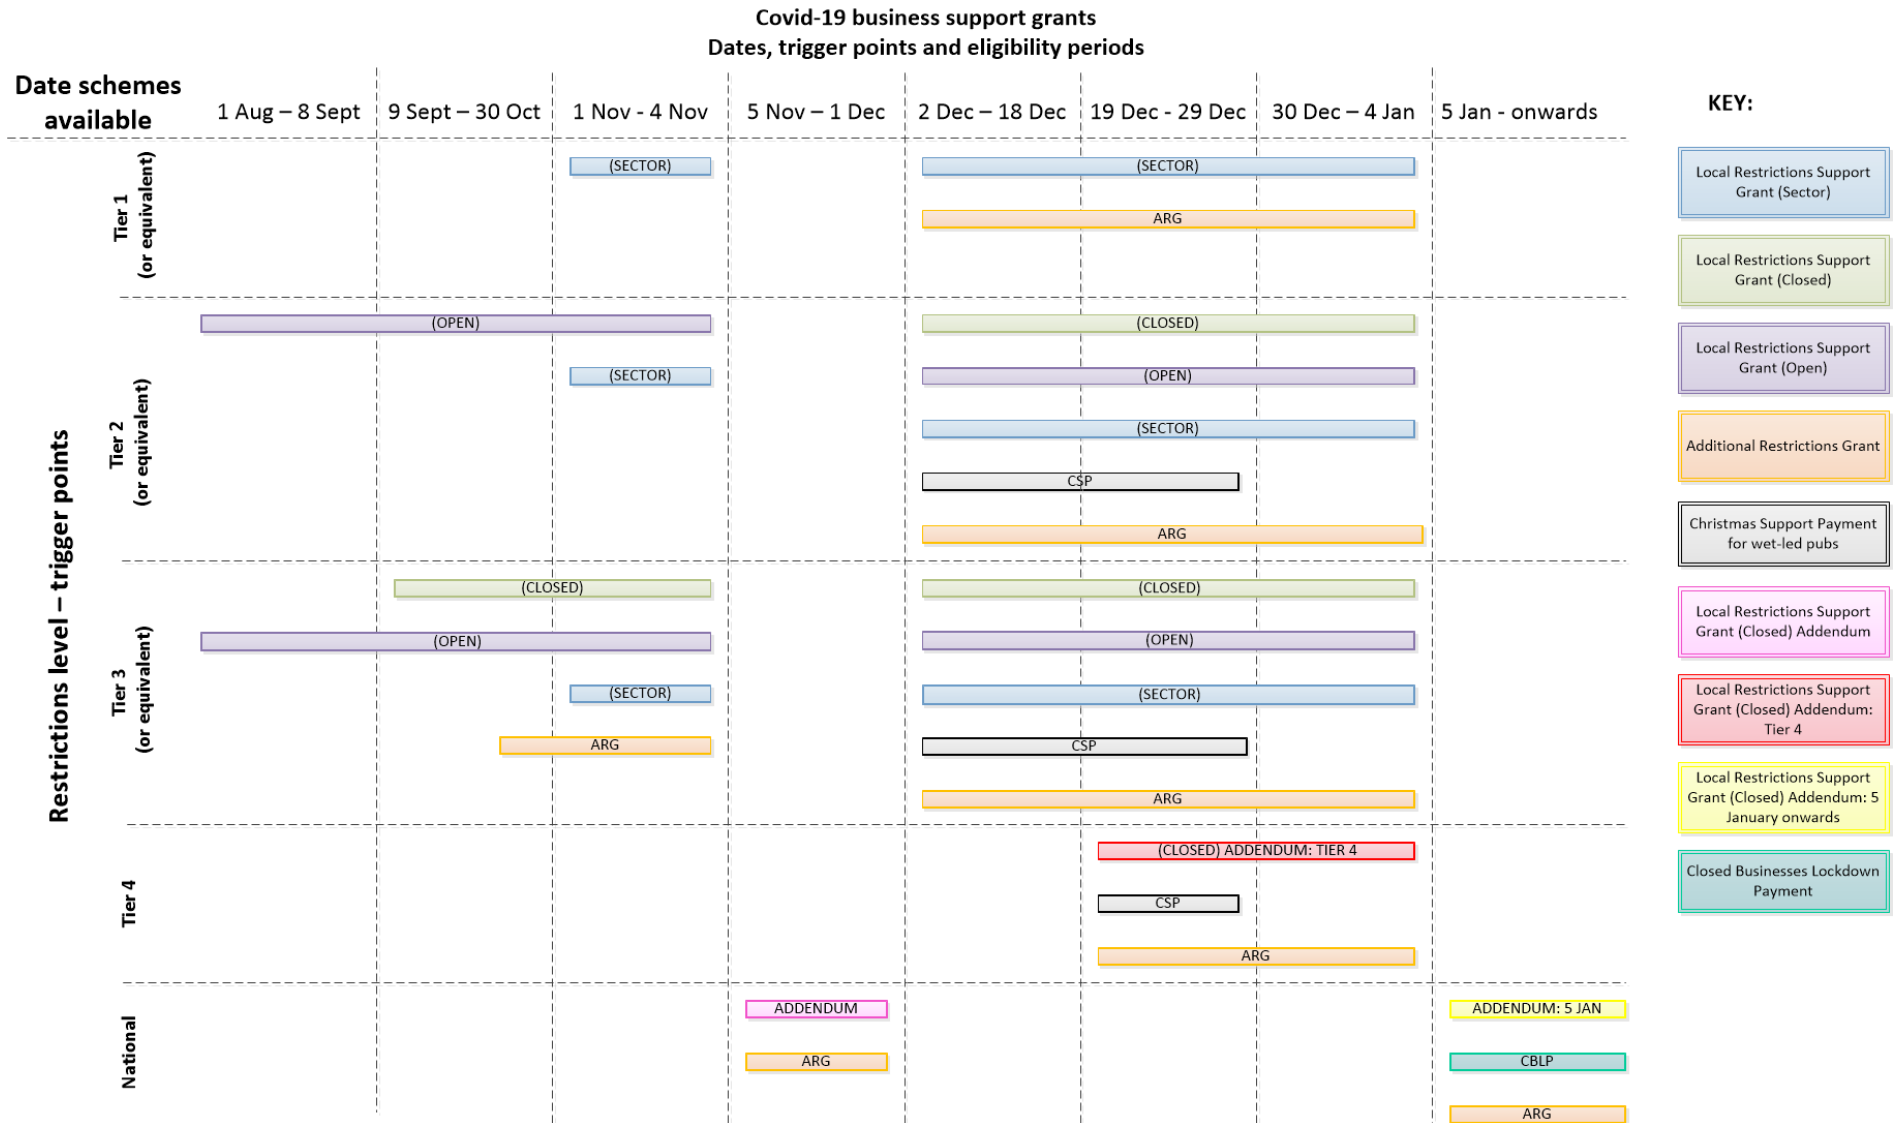 Covid-19 business support grants
Dates, trigger points and eligibility periods
Date schemes
available
1 Aug – 8 Sept
9 Sept – 30 Oct
1 Nov - 4 Nov
5 Nov – 1 Dec
2 Dec – 18 Dec
19 Dec - 29 Dec
30 Dec – 4 Jan
5 Jan - onwards
Restrictions level – trigger points
Tier 1
(or equivalent)
(SECTOR)
(SECTOR)
ARG
Tier 2
(or equivalent)
(OPEN)
(CLOSED)
(SECTOR)
(OPEN)
(SECTOR)
CSP
ARG
Tier 3
(or equivalent)
(CLOSED)
(CLOSED)
(OPEN)
(OPEN)
(SECTOR)
(SECTOR)
ARG
CSP
ARG
Tier 4
(CLOSED) ADDENDUM: TIER 4
CSP
ARG
National
ADDENDUM
ADDENDUM: 5 JAN
ARG
CBLP
ARG
KEY:
Local Restrictions Support
Grant (Sector)
Local Restrictions Support
Grant (Closed)
Local Restrictions Support
Grant (Open)
Additional Restrictions Grant
Christmas Support Payment
for wet-led pubs
Local Restrictions Support
Grant (Closed) Addendum
Local Restrictions Support
Grant (Closed) Addendum:
Tier 4
Local Restrictions Support
Grant (Closed) Addendum: 5
January onwards
Closed Businesses Lockdown
Payment